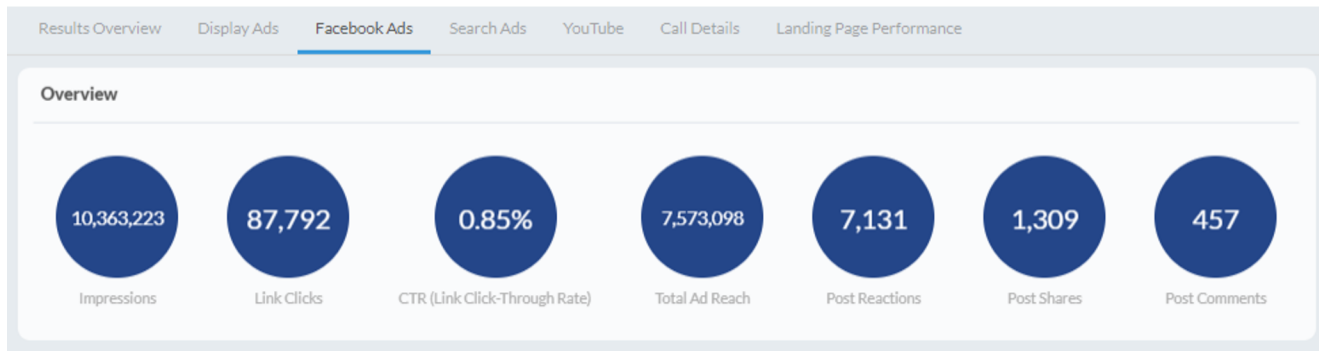 Results Overview Display Ads Facebook Ads Search Ads YouTube Call Details Landing Page Performance
Overview
10,363,223 87,792 0.85% 7,573,098 7,131 1,309 457
Impressions Link Clicks CTR (Link Click-Through Rate) Total Ad Reach Post Reactions Post Shares Post Comments